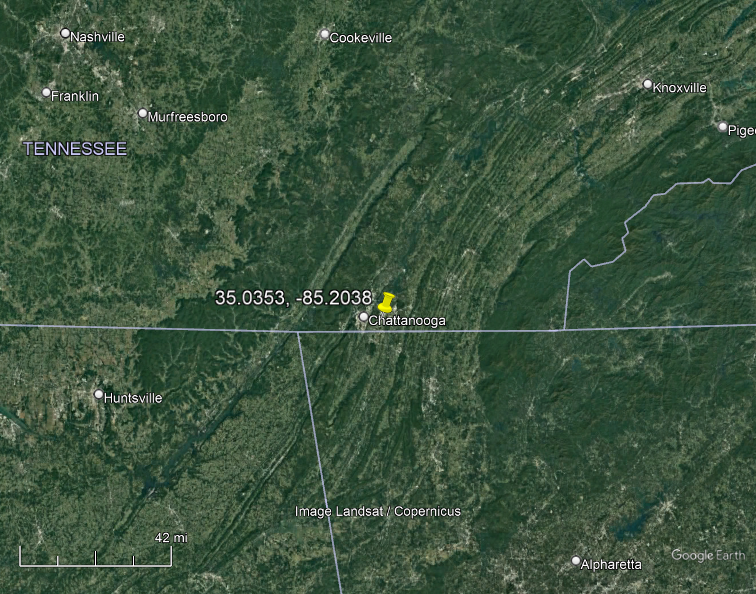 Nashville
Cookeville
Knoxville
Franklin
Murfreesboro
Pige
TENNESSEE
35.0353, -85.2038
Chattanooga
Huntsville
Image Landsat / Copernicus
42 mi
Google Earth
Alpharetta